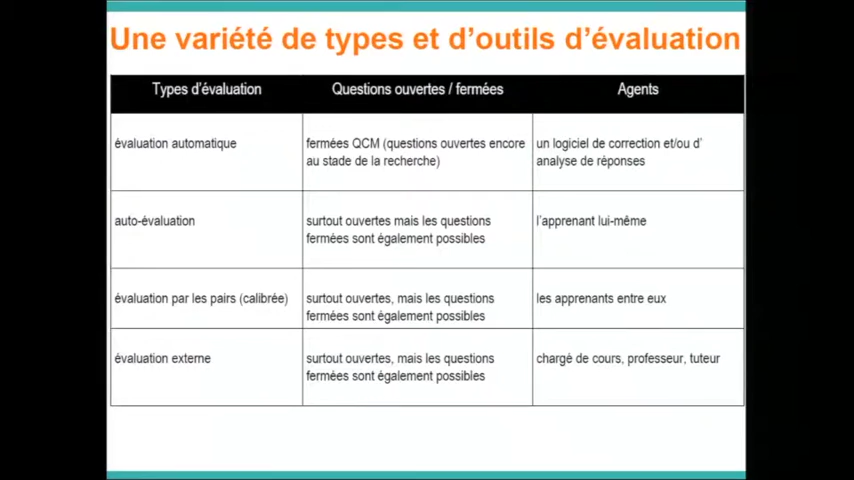 Une variété de types et d'outils d'évaluation
Types d'évaluation
Questions ouvertes / fermées
Agents
évaluation automatique
fermées QCM (questions ouvertes encore
au stade de la recherche)
un logiciel de correction et/ou d'
analyse de réponses
auto-évaluation
surtout ouvertes mais les questions
fermées sont également possibles
l'apprenant lui-même
évaluation par les pairs (calibrée)
surtout ouvertes, mais les questions
fermées sont également possibles
les apprenants entre eux
évaluation externe
surtout ouvertes, mais les questions
fermées sont également possibles
chargé de cours, professeur, tuteur